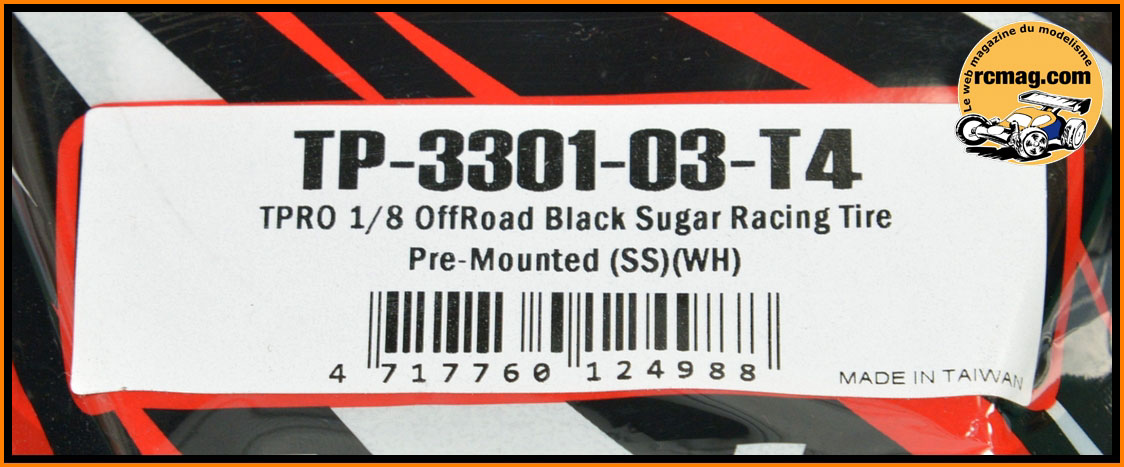 Le web magazine du modelisme
rcmag.com
TP-3301-03-T4
TPRO 1/8 OffRoad Black Sugar Racing Tire
Pre-Mounted (SS)(WH)
4 717760 124988
MADE IN TAIWAN